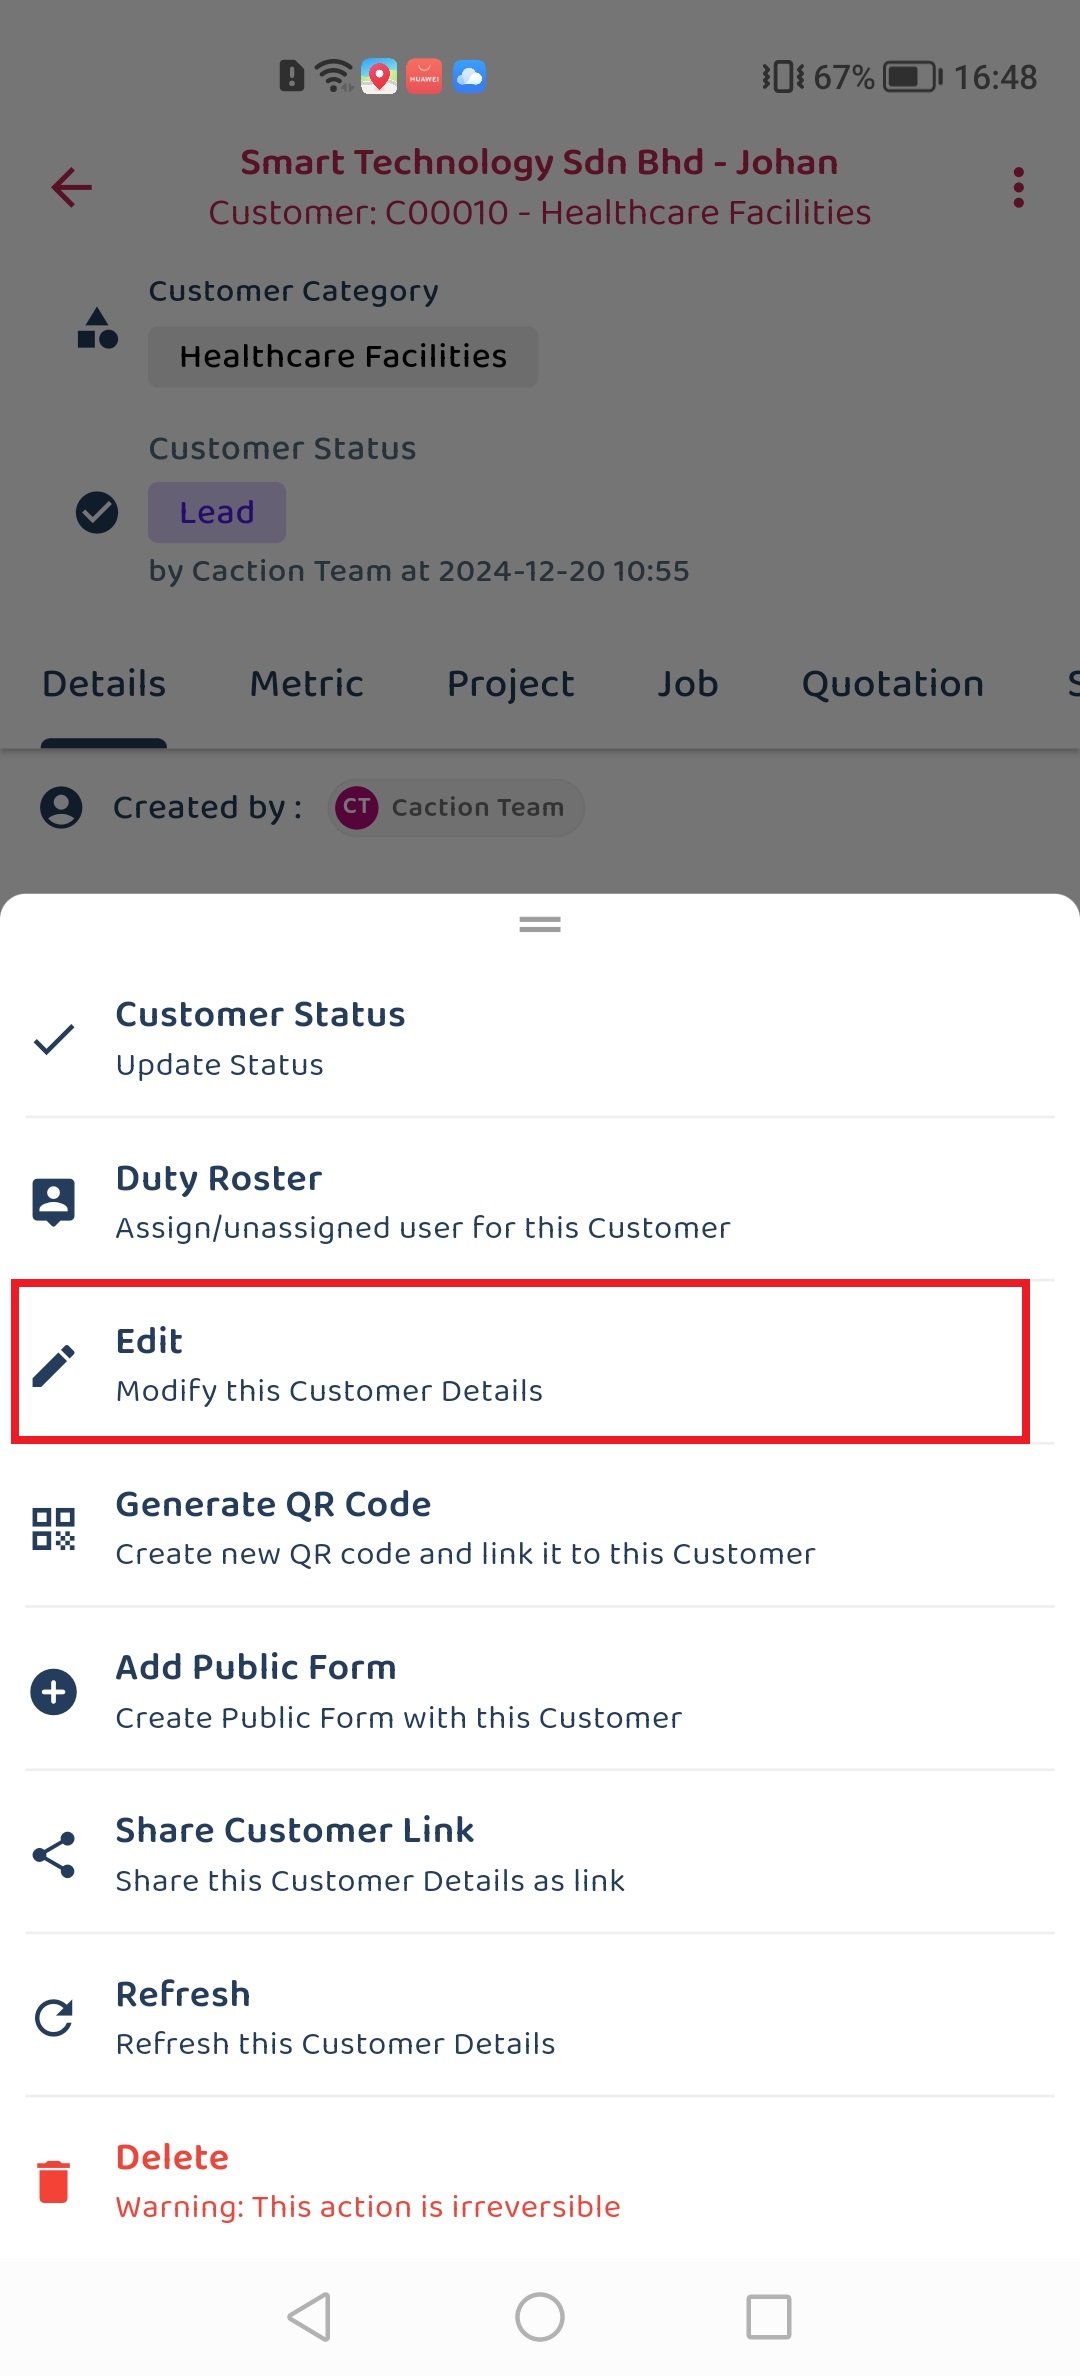 HUAWEI
67%
16:48
Smart Technology Sdn Bhd - Johan
Customer: C00010 - Healthcare Facilities
Customer Category
Healthcare Facilities
Customer Status
Lead
by Caction Team at 2024-12-20 10:55
Details Metric Project Job Quotation S
Created by : CT Caction Team
Customer Status
Update Status
Duty Roster
Assign/unassigned user for this Customer
Edit
Modify this Customer Details
Generate QR Code
Create new QR code and link it to this Customer
Add Public Form
Create Public Form with this Customer
Share Customer Link
Share this Customer Details as link
Refresh
Refresh this Customer Details
Delete
Warning: This action is irreversible